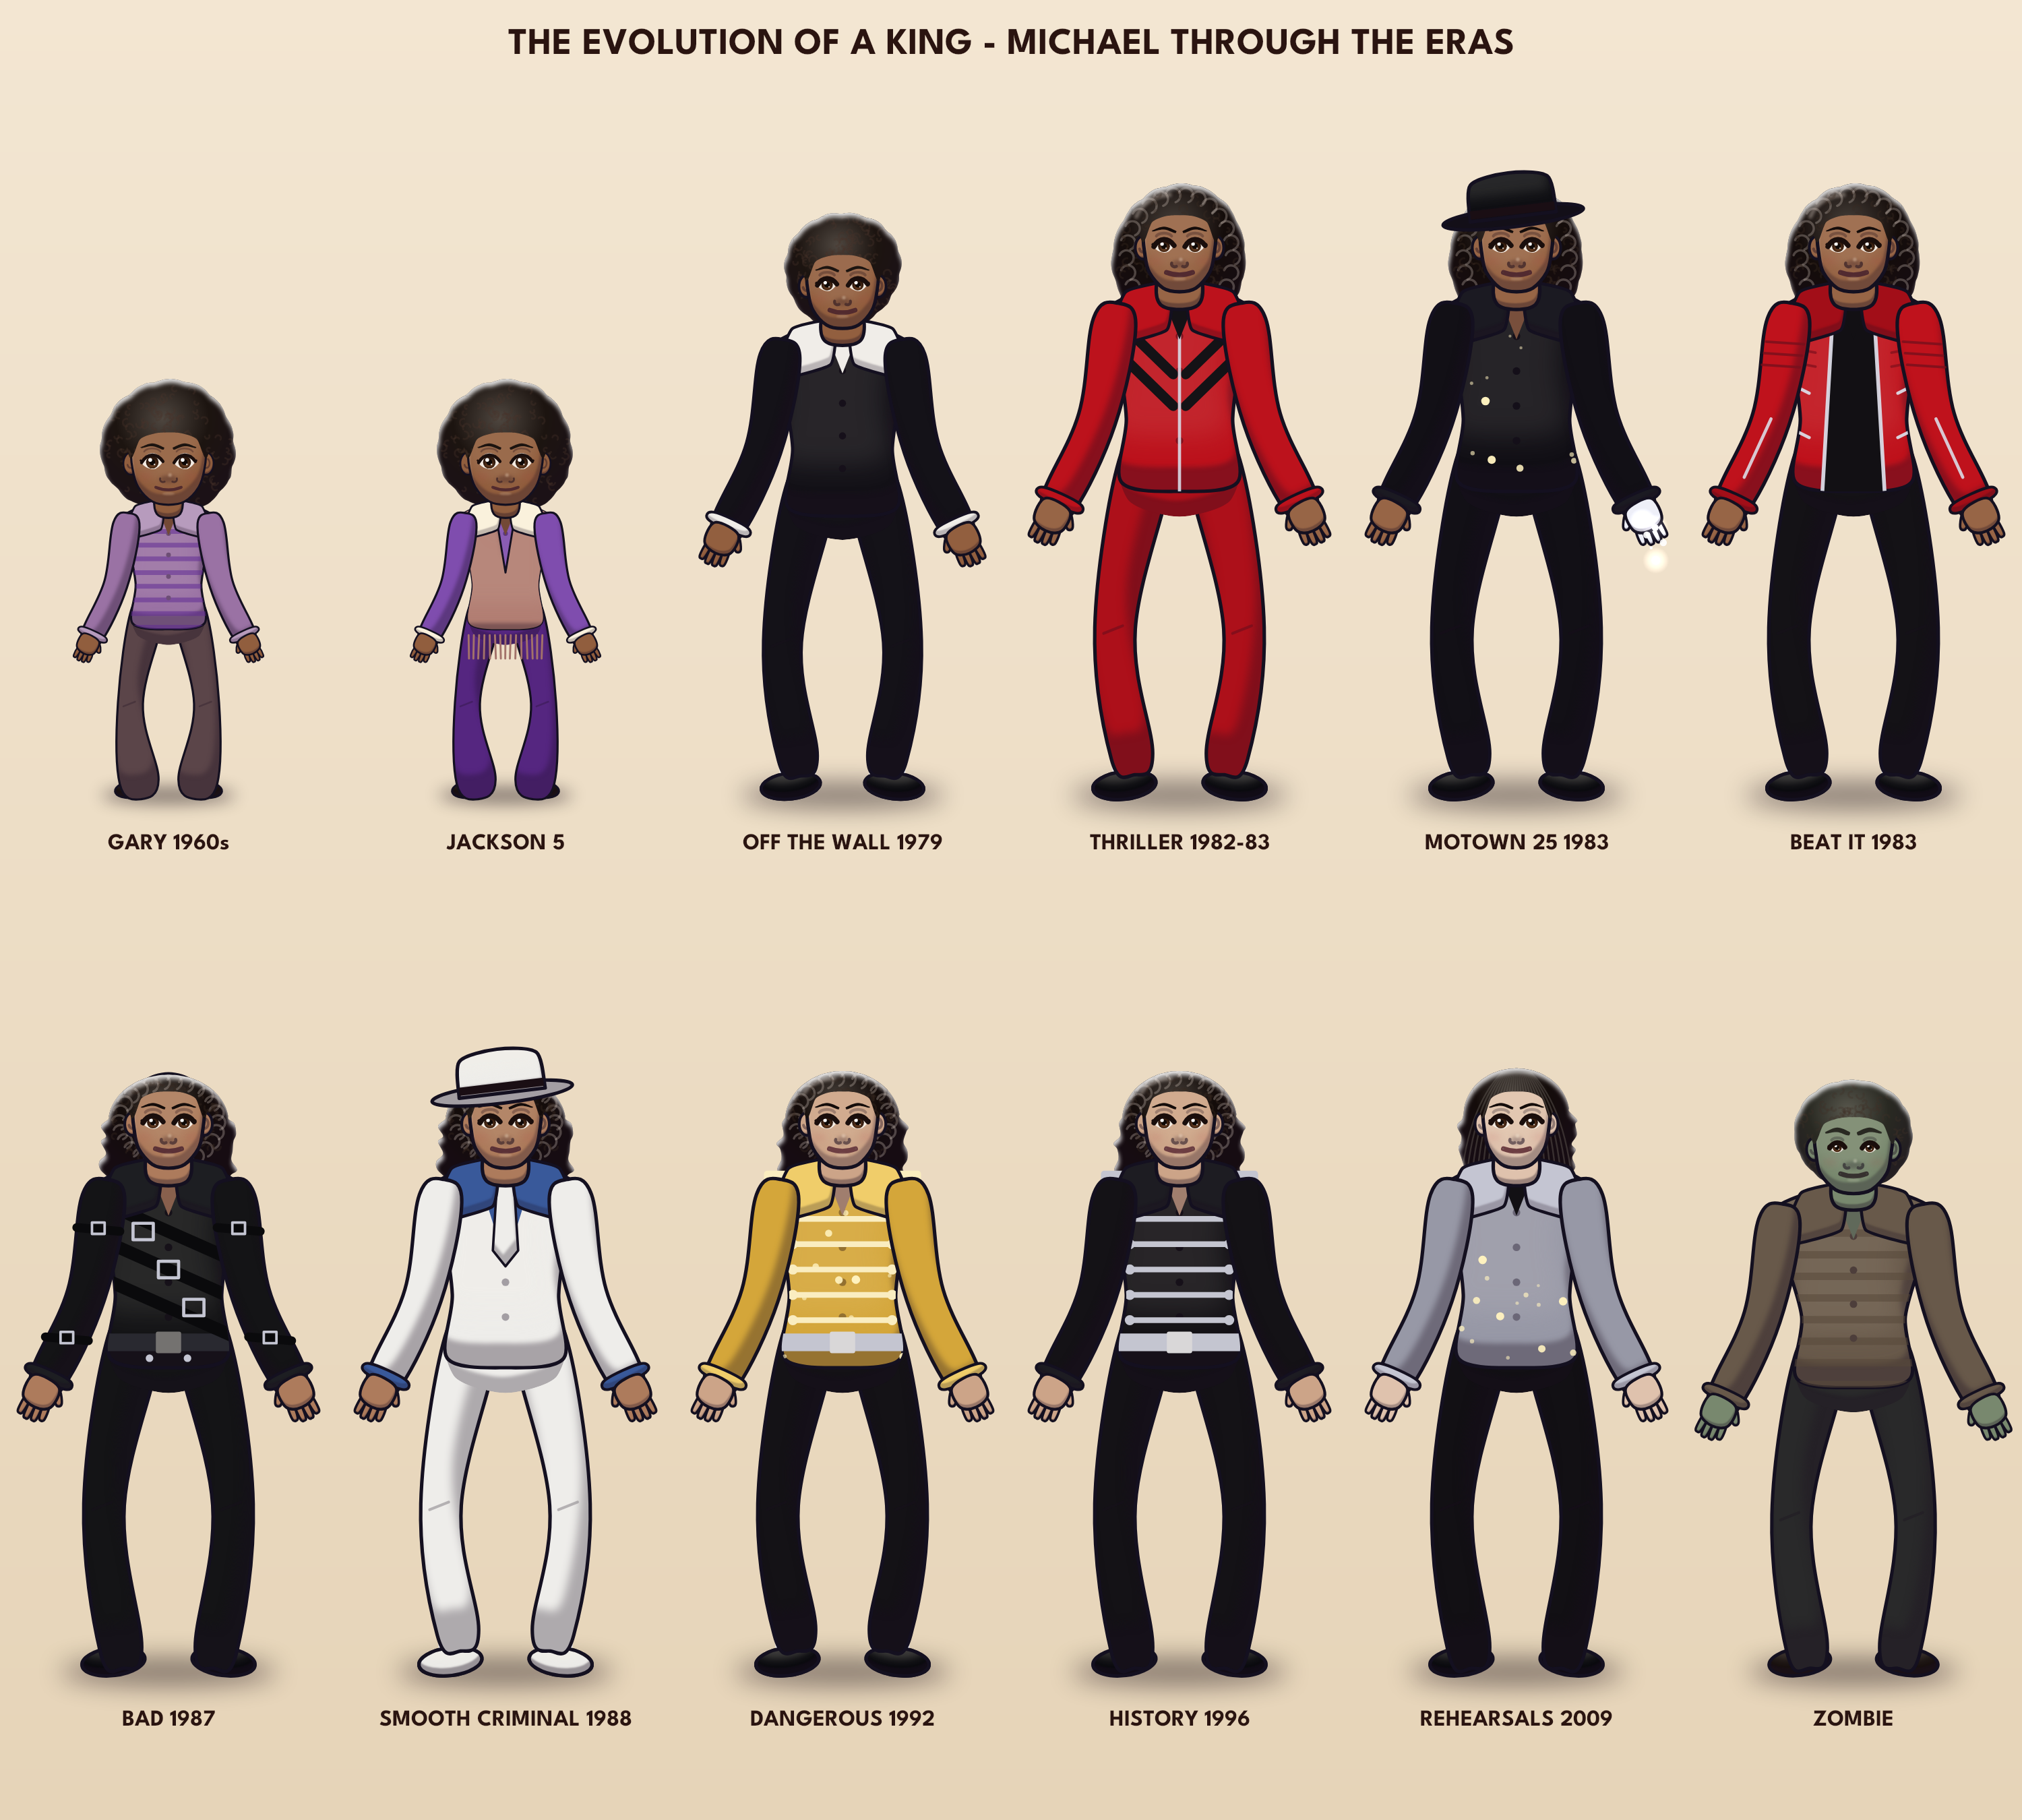 THE EVOLUTION OF A KING - MICHAEL THROUGH THE ERAS
GARY 1960s
JACKSON 5
OFF THE WALL 1979
THRILLER 1982-83
MOTOWN 25 1983
BEAT IT 1983
BAD 1987
SMOOTH CRIMINAL 1988
DANGEROUS 1992
HISTORY 1996
REHEARSALS 2009
ZOMBIE